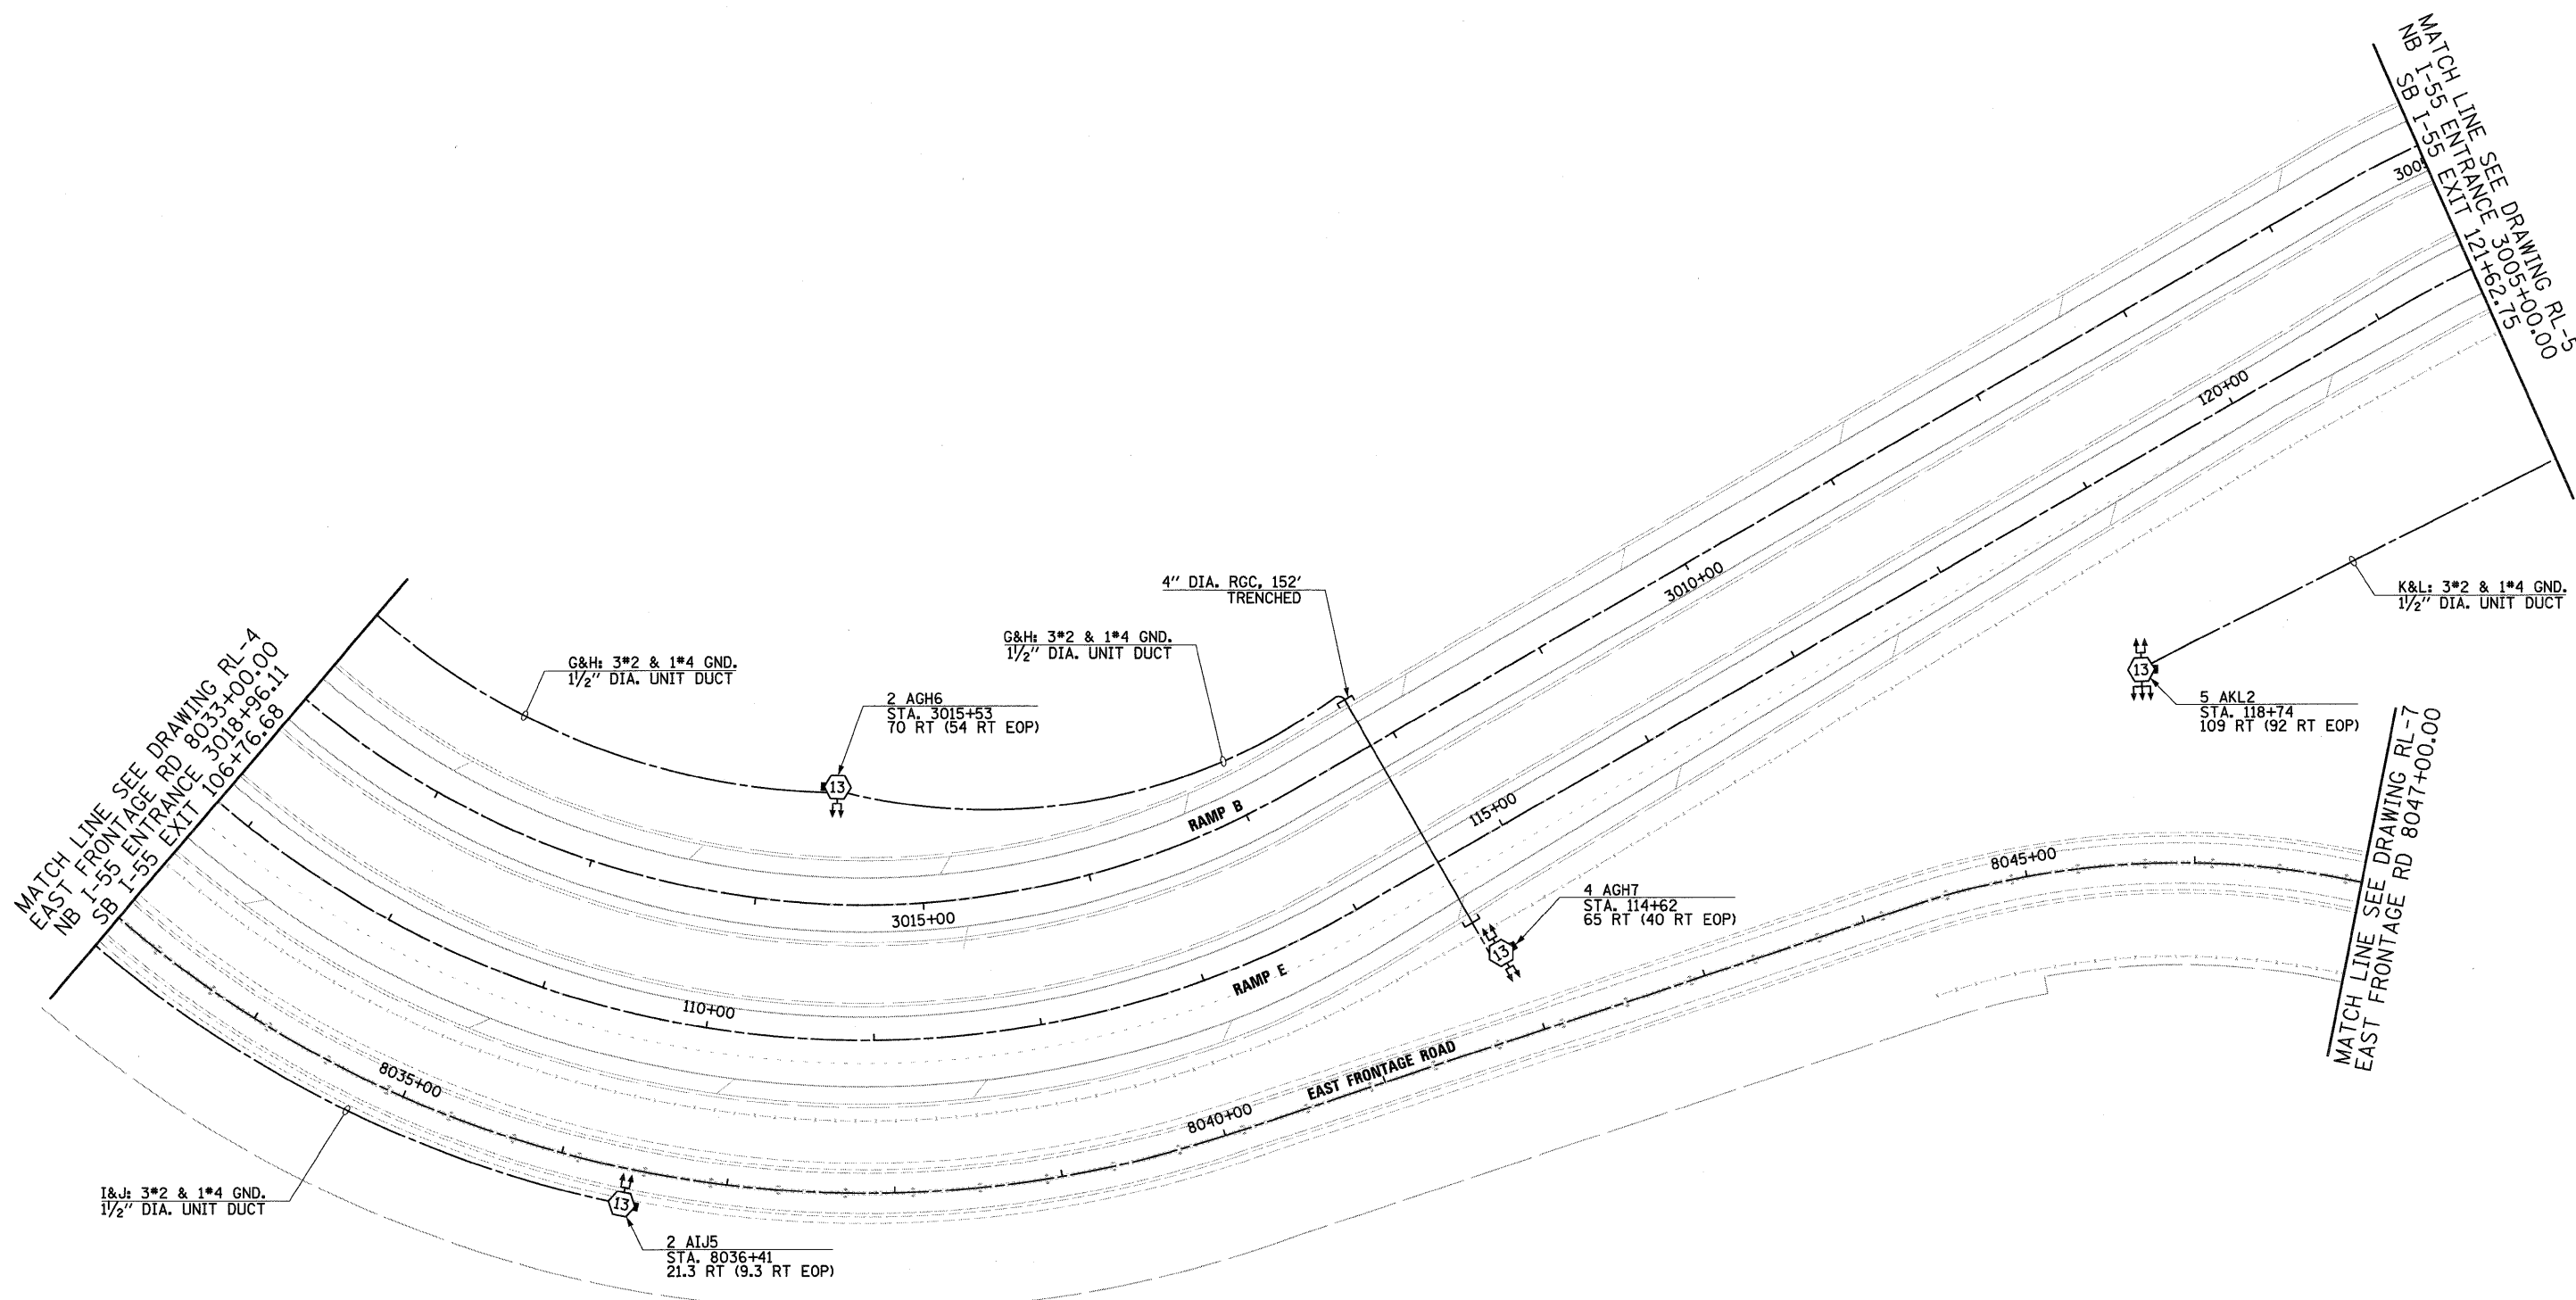 MATCH LINE SEE DRAWING RL-5
NB I-55 ENTRANCE 3005+00.00
SB I-55 EXIT 121+62.75
3005
120+00
3010+00
4" DIA. RGC, 152'
TRENCHED
G&H: 3#2 & 1#4 GND.
1½" DIA. UNIT DUCT
K&L: 3#2 & 1#4 GND.
1½" DIA. UNIT DUCT
G&H: 3#2 & 1#4 GND.
1½" DIA. UNIT DUCT
MATCH LINE SEE DRAWING RL-4
EAST FRONTAGE RD 8033+00.00
NB I-55 ENTRANCE 3018+96.11
SB I-55 EXIT 106+76.68
2 AGH6
STA. 3015+53
70 RT (54 RT EOP)
13
13
5 AKL2
STA. 118+74
109 RT (92 RT EOP)
RAMP B
115+00
MATCH LINE SEE DRAWING RL-7
EAST FRONTAGE RD 8047+00.00
8045+00
3015+00
4 AGH7
STA. 114+62
65 RT (40 RT EOP)
13
RAMP E
110+00
EAST FRONTAGE ROAD
8035+00
8040+00
I&J: 3#2 & 1#4 GND.
1½" DIA. UNIT DUCT
13
2 AIJ5
STA. 8036+41
21.3 RT (9.3 RT EOP)